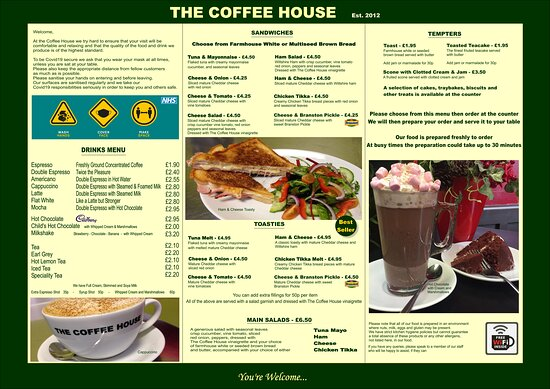 THE COFFEE HOUSE Est. 2012
Welcome,
At the Coffee House we try hard to ensure that your visit will be
comfortable and relaxing and that the quality of the food and drink we
produce is of the highest standard.
To be Covid19 secure we ask that you wear your mask at all times,
unless you are sat at your table.
Please also keep the appropriate distance from fellow customers
as much as is possible.
Please sanitise your hands on entering and before leaving.
Our surfaces are sanitised regularly and we take our
Covid19 responsibilities seriously in order to keep you and others safe.
NHS
WASH
HANDS
COVER
FACE
MAKE
SPACE
DRINKS MENU
Espresso Freshly Ground Concentrated Coffee £1.90
Double Espresso Twice the Pleasure £2.40
Americano Double Espresso in Hot Water £2.55
Cappuccino Double Espresso with Steamed & Foamed Milk £2.80
Latte Double Espresso with Steamed Milk £2.80
Flat White Like a Latte but Stronger £2.80
Mocha Double Espresso with Hot Chocolate £2.95
Hot Chocolate Cadbury £2.95
Child's Hot Chocolate with Whipped Cream & Marshmallows £2.00
Milkshake Strawberry - Chocolate - Banana - with Whipped Cream £3.20
Tea £2.10
Earl Grey £2.20
Hot Lemon Tea £2.10
Iced Tea £2.10
Speciality Tea £2.20
We have Full Cream, Skimmed and Soya Milk
Extra Espresso Shot 35p - Syrup Shot 50p - Whipped Cream and Marshmallows 60p
THE COFFEE HOUSE
Cappuccino
SANDWICHES
Choose from Farmhouse White or Multiseed Brown Bread
Tuna & Mayonnaise - £4.50
Flaked tuna with creamy mayonnaise
cucumber, and seasonal leaves
Cheese & Onion - £4.25
Sliced mature Cheddar cheese
with red onion
Cheese & Tomato - £4.25
Sliced mature Cheddar cheese
with tomatoes
Cheese Salad - £4.50
Sliced mature Cheddar cheese with
crisp cucumber vine tomato, red onion
peppers and seasonal leaves
Dressed with The Coffee House vinaigrette
Ham Salad - £4.50
Wiltshire ham with crisp cucumber, vine tomato
red onion, peppers and seasonal leaves
Dressed with The Coffee House vinaigrette
Ham & Cheese - £4.50
Sliced mature Cheddar cheese with Wiltshire ham
Chicken Tikka - £4.50
Creamy Chicken Tikka breast pieces with red onion
and seasonal leaves
Cheese & Branston Pickle - £4.25
Sliced mature Cheddar cheese with
sweet Branston Pickle
Ham & Cheese Toasty
TOASTIES
Best
Seller
Tuna Melt - £4.95
Flaked tuna with creamy mayonnaise
with melted mature Cheddar cheese
Cheese & Onion - £4.50
Mature Cheddar cheese with
sliced red onion
Cheese & Tomato - £4.50
Mature Cheddar cheese with
sliced tomato
Ham & Cheese - £4.95
A classic toasty with mature Cheddar cheese and
Wiltshire ham
Chicken Tikka Melt - £4.95
Creamy Chicken Tikka breast pieces with mature
Cheddar cheese
Cheese & Branston Pickle - £4.50
Mature Cheddar cheese with sweet
Branston Pickle
You can add extra fillings for 50p per item
All of the above are served with a salad garnish and dressed with The Coffee House vinaigrette
MAIN SALADS - £6.50
A generous salad with seasonal leaves
crisp cucumber, vine tomato, sliced
red onion, peppers, dressed with
The Coffee House vinaigrette and your choice
of farmhouse white or seeded brown bread
and butter, accompanied with your choice of either
Tuna Mayo
Ham
Cheese
Chicken Tikka
TEMPTERS
Toast - £1.95
Farmhouse white or seeded
brown bread served with butter
Add jam or marmalade for 30p
Toasted Teacake - £1.95
The finest fruited teacake served
with butter
Add jam or marmalade for 30p
Scone with Clotted Cream & Jam - £3.50
A fruited scone served with clotted cream and jam
A selection of cakes, traybakes, biscuits and
other treats is available at the counter
Please choose from this menu then order at the counter
We will then prepare your order and serve it to your table
Our food is prepared freshly to order
At busy times the preparation could take up to 30 minutes
Hot Chocolate
with Cream and
Marshmallows
Please note that all of our food is prepared in an environment
where nuts, milk, eggs and gluten may be present
We have strict kitchen hygiene policies but cannot guarantee
a total absence of these products or any other allergens
not listed here, in our food.
If you have any queries, please speak to a member of our staff
who will be happy to assist, if they can
FREE
WiFi
INSIDE
You're Welcome...